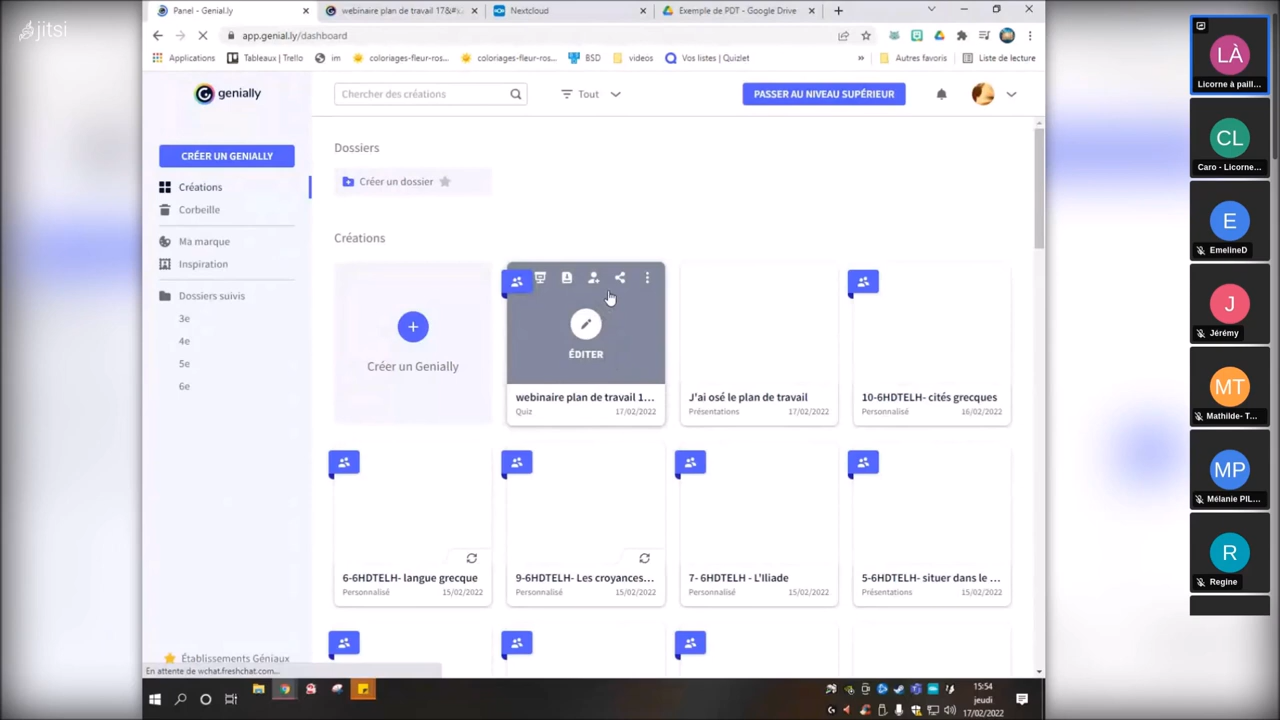 jitsi
Panel - Genial.ly
webinaire plan de travail 17&#
Nextcloud
Exemple de PDT - Google Drive
app.genial.ly/dashboard
Applications
Tableaux | Trello
im
coloriages-fleur-ros...
coloriages-fleur-ros...
BSD
videos
Vos listes | Quizlet
»
Autres favoris
Liste de lecture
genially
Chercher des créations
Tout
PASSER AU NIVEAU SUPÉRIEUR
CRÉER UN GENIALLY
Créations
Corbeille
Ma marque
Inspiration
Dossiers suivis
3e
4e
5e
6e
Établissements Géniaux
En attente de wchat.freshchat.com...
Dossiers
Créer un dossier
Créations
Créer un Genially
ÉDITER
webinaire plan de travail 1...
Quiz 17/02/2022
J'ai osé le plan de travail
Présentations 17/02/2022
10-6HDTELH- cités grecques
Personnalisé 16/02/2022
6-6HDTELH- langue grecque
Personnalisé 15/02/2022
9-6HDTELH- Les croyances...
Personnalisé 15/02/2022
7- 6HDTELH - L'Iliade
Personnalisé 15/02/2022
5-6HDTELH- situer dans le ...
Présentations 15/02/2022
15:54
jeudi
17/02/2022
LÀ
Licorne à paill...
CL
Caro - Licorne...
E
EmelineD
J
Jérémy
MT
Mathilde- T...
MP
Mélanie PIL...
R
Regine